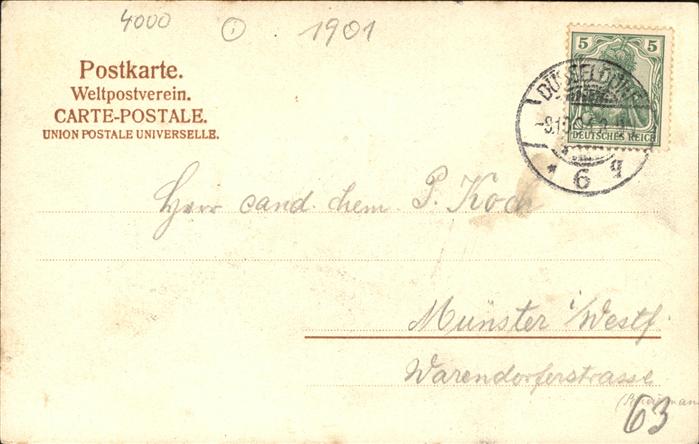 4000 1 1901
Postkarte.
Weltpostverein.
CARTE-POSTALE.
UNION POSTALE UNIVERSELLE.
5 5
DEUTSCHES REICH
DÜSSELDORF
* 6 q
Herr cand. chem. P. Koch
Münster i/Westf.
Warendorferstrasse
63